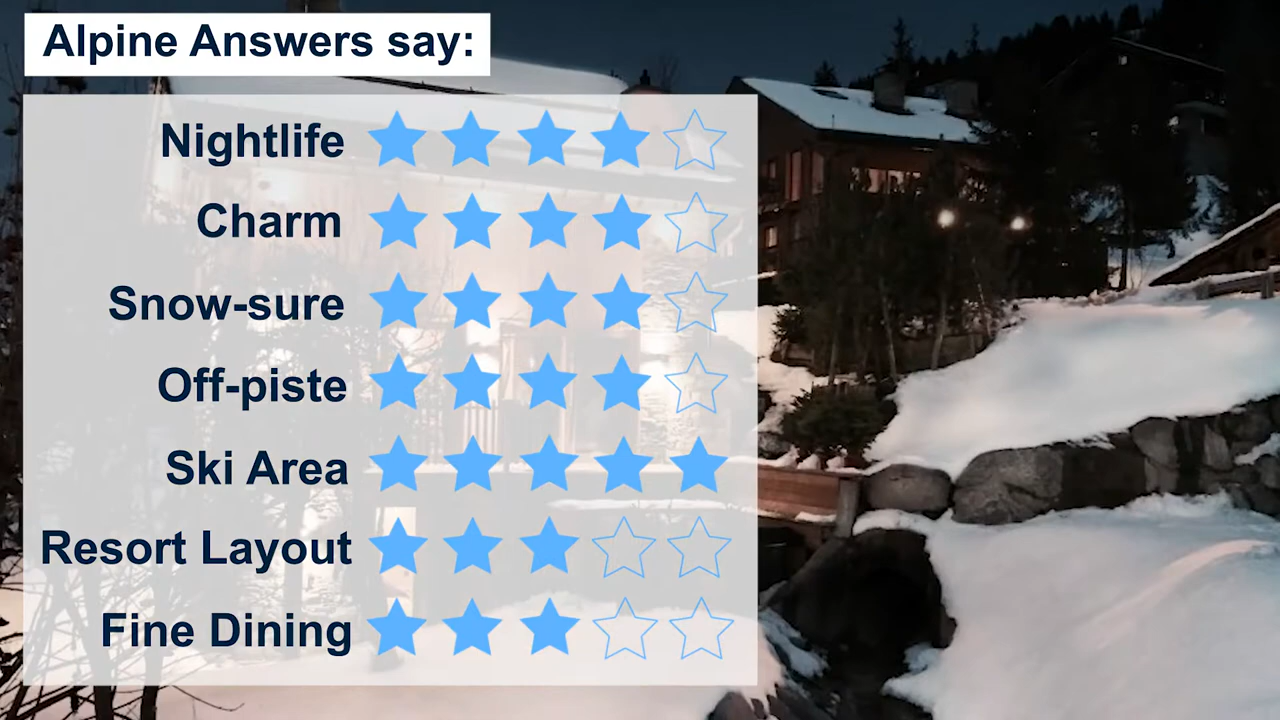 Alpine Answers say:
Nightlife
Charm
Snow-sure
Off-piste
Ski Area
Resort Layout
Fine Dining